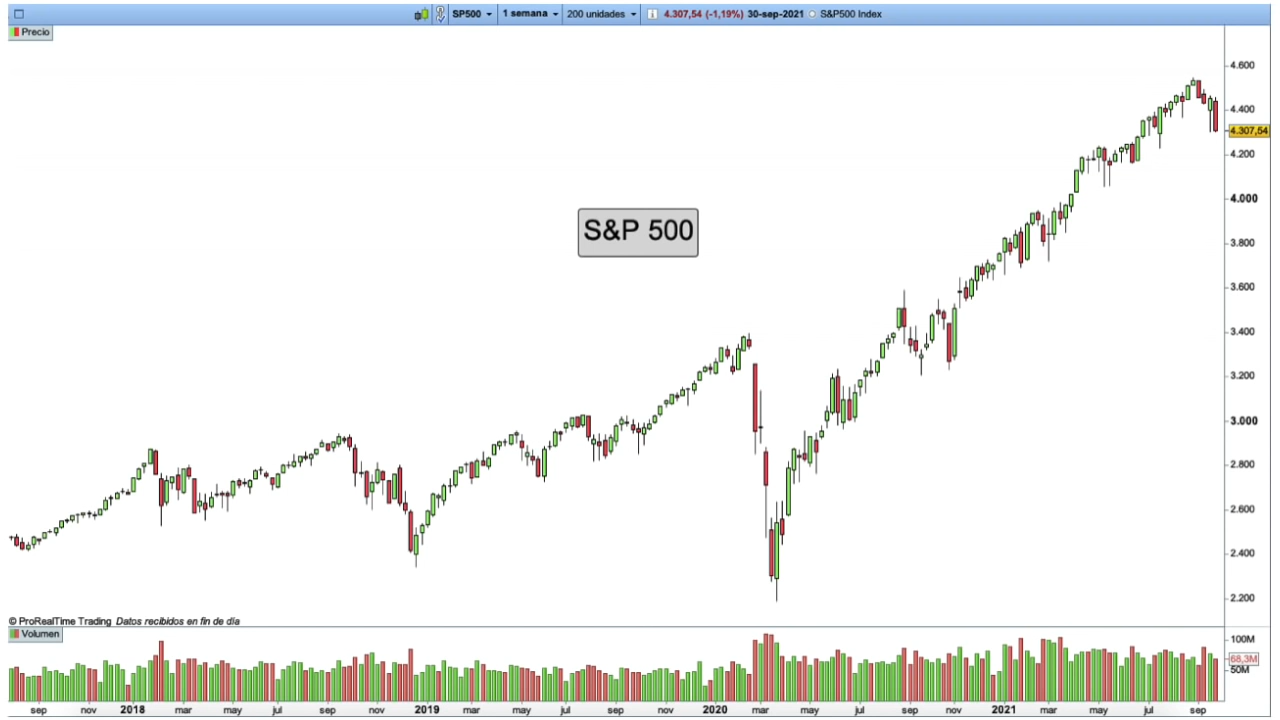 SP500 1 semana 200 unidades i 4.307,54 (-1,19%) 30-sep-2021 S&P500 Index
Precio
4.600
4.400
4.307,54
4.200
4.000
3.800
S&P 500
3.600
3.400
3.200
3.000
2.800
2.600
2.400
2.200
© ProRealTime Trading Datos recibidos en fin de día
Volumen
100M
68,3M
50M
sep nov 2018 mar may jul sep nov 2019 mar may jul sep nov 2020 mar may jul sep nov 2021 mar may jul sep